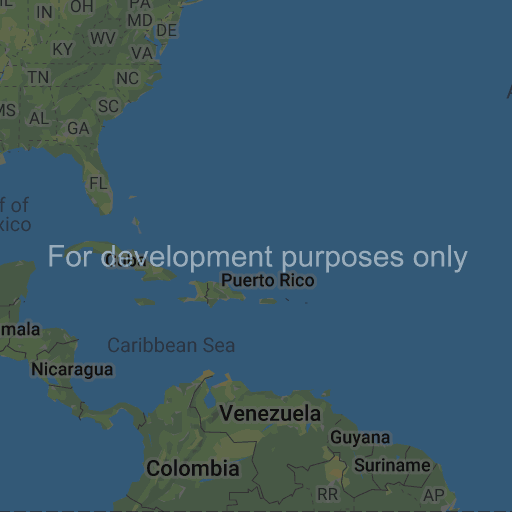 IN
OH
PA
MD
DE
WV
KY
VA
TN
NC
MS
AL
SC
GA
FL
f of
xico
For development purposes only
Cuba
Puerto Rico
mala
Caribbean Sea
Nicaragua
Venezuela
Guyana
Colombia
Suriname
RR
AP